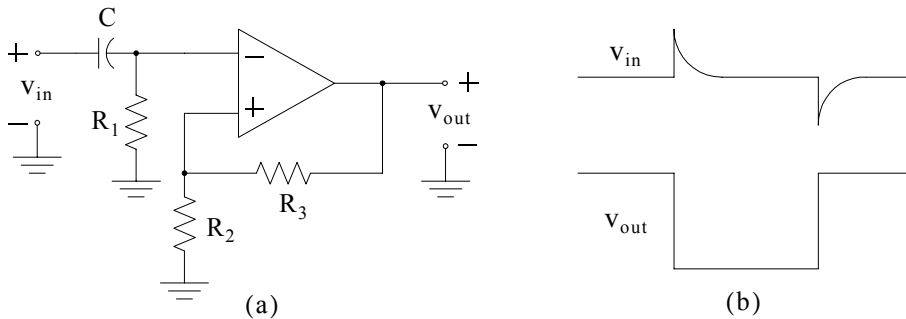 C
+
v_in
−
R_1
−
+
R_2
R_3
+
v_out
−
(a)
v_in
v_out
(b)